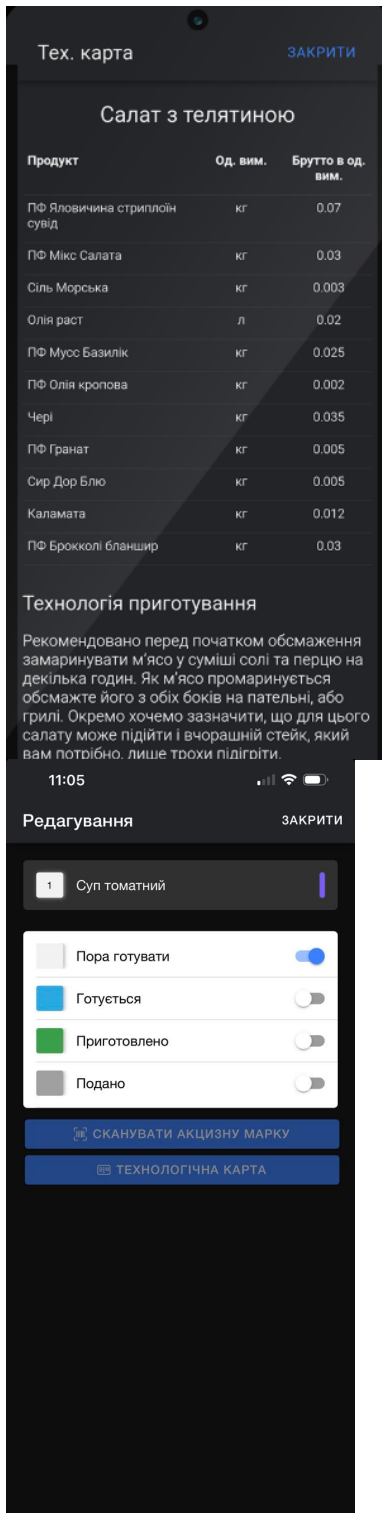 Тех. карта ЗАКРИТИ
Салат з телятиною
Продукт Од. вим. Брутто в од. вим.
ПФ Яловичина стриплоїн сувід кг 0.07
ПФ Мікс Салата кг 0.03
Сіль Морська кг 0.003
Олія раст л 0.02
ПФ Мусс Базилік кг 0.025
ПФ Олія кропова кг 0.002
Чері кг 0.035
ПФ Гранат кг 0.005
Сир Дор Блю кг 0.005
Каламата кг 0.012
ПФ Брокколі бланшир кг 0.03
Технологія приготування
Рекомендовано перед початком обсмаження
замаринувати м'ясо у суміші солі та перцю на
декілька годин. Як м'ясо промаринується
обсмажте його з обіх боків на пательні, або
грилі. Окремо хочемо зазначити, що для цього
салату може підійти і вчорашній стейк, який
вам потрібно, лише трохи підігріти.
11:05
Редагування ЗАКРИТИ
1 Суп томатний
Пора готувати
Готується
Приготовлено
Подано
СКАНУВАТИ АКЦИЗНУ МАРКУ
ТЕХНОЛОГІЧНА КАРТА